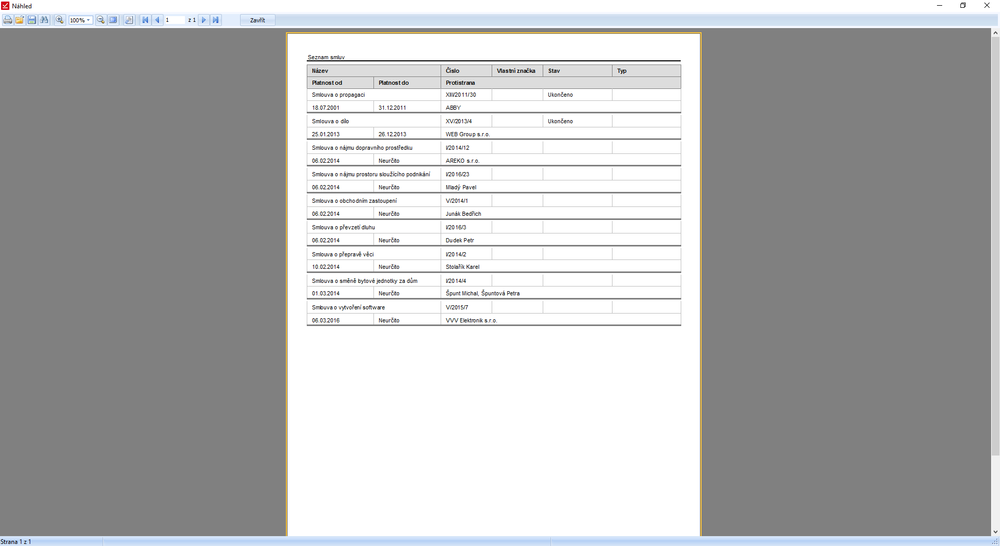 Náhled
100% 1 z 1 Zavřít
Seznam smluv
Název Číslo Vlastní značka Stav Typ
Platnost od Platnost do Protistrana
Smlouva o propagaci XIII/2011/30 Ukončeno
18.07.2001 31.12.2011 ABBY
Smlouva o dílo XV/2013/4 Ukončeno
25.01.2013 26.12.2013 WEB Group s.r.o.
Smlouva o nájmu dopravního prostředku I/2014/12
06.02.2014 Neurčito AREKO s.r.o.
Smlouva o nájmu prostoru sloužícího podnikání I/2016/23
06.02.2014 Neurčito Mladý Pavel
Smlouva o obchodním zastoupení V/2014/1
06.02.2014 Neurčito Junák Bedřich
Smlouva o převzetí dluhu I/2016/3
06.02.2014 Neurčito Dudek Petr
Smlouva o přepravě věci I/2014/2
10.02.2014 Neurčito Stolařík Karel
Smlouva o směně bytové jednotky za dům I/2014/4
01.03.2014 Neurčito Špunt Michal, Špuntová Petra
Smlouva o vytvoření software V/2015/7
06.03.2016 Neurčito VVV Elektronik s.r.o.
Strana 1 z 1